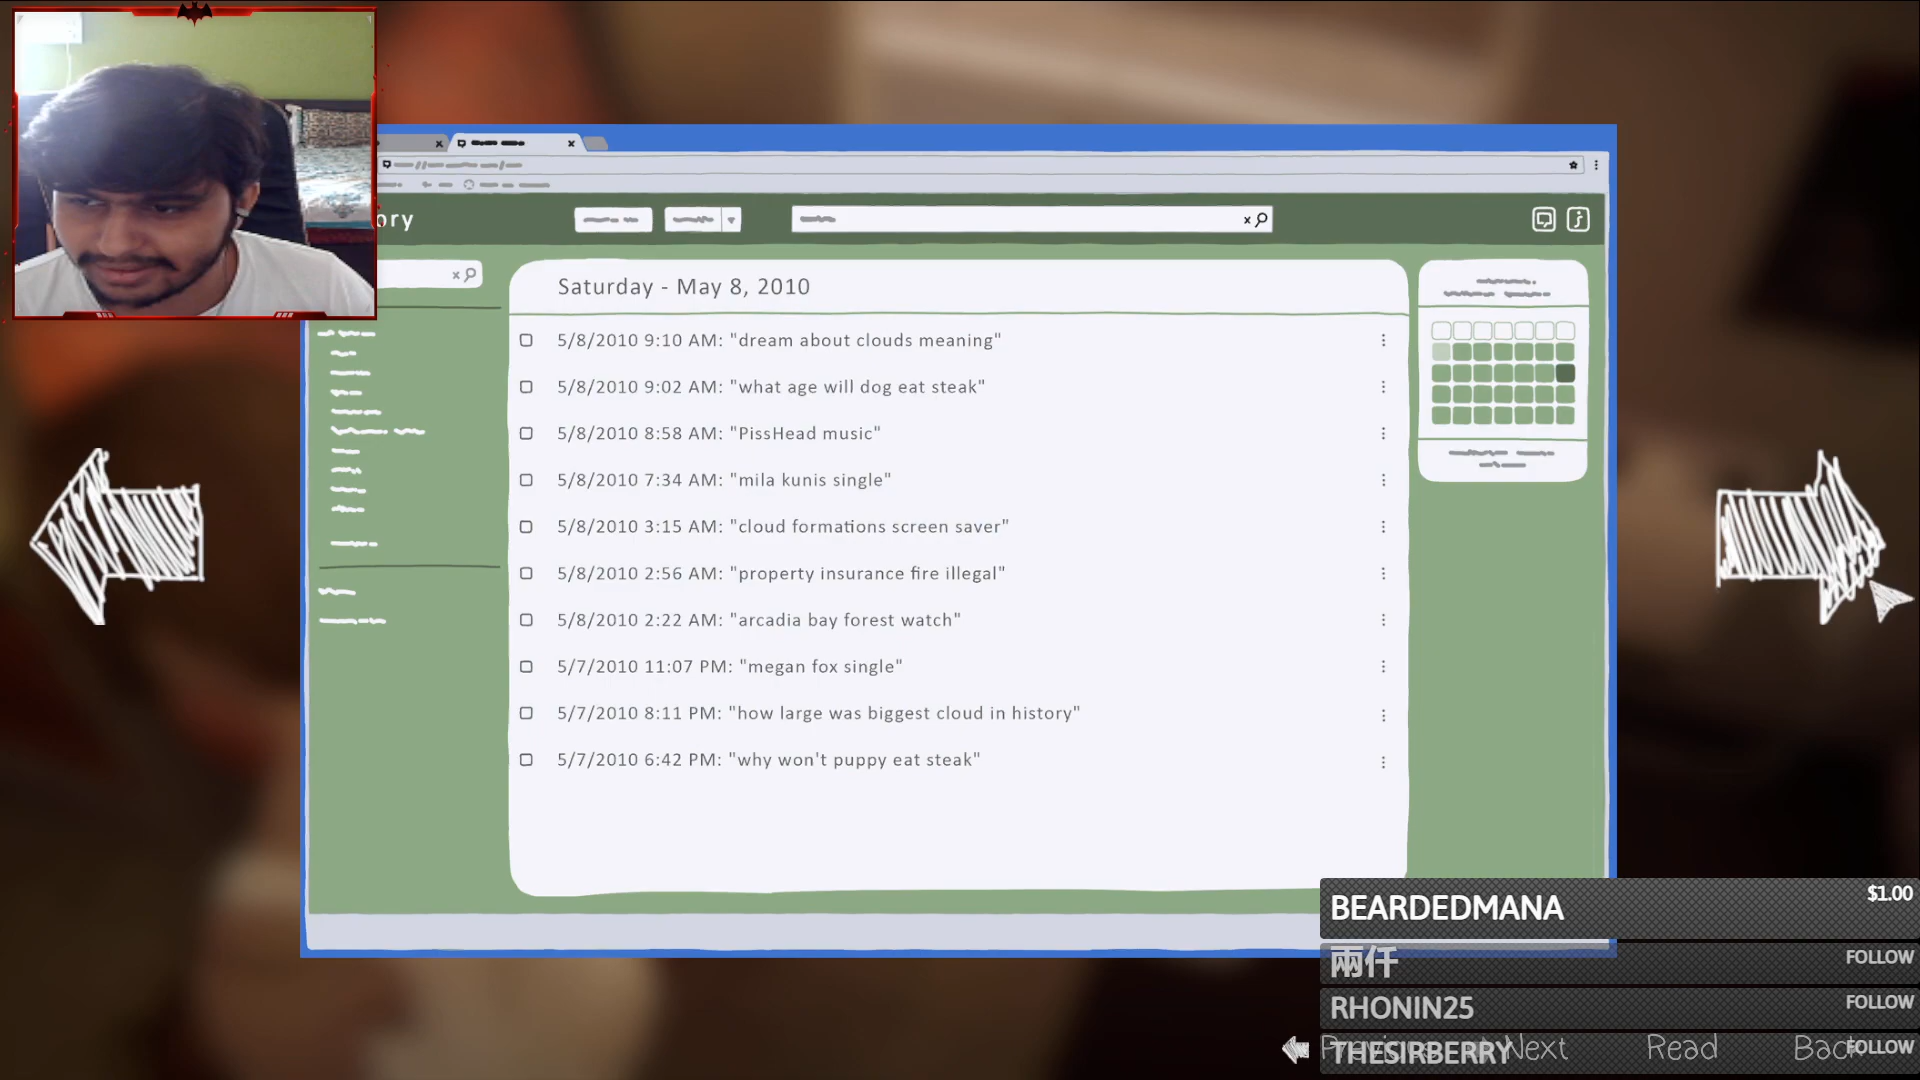 ory
Saturday - May 8, 2010
5/8/2010 9:10 AM: "dream about clouds meaning"
5/8/2010 9:02 AM: "what age will dog eat steak"
5/8/2010 8:58 AM: "PissHead music"
5/8/2010 7:34 AM: "mila kunis single"
5/8/2010 3:15 AM: "cloud formations screen saver"
5/8/2010 2:56 AM: "property insurance fire illegal"
5/8/2010 2:22 AM: "arcadia bay forest watch"
5/7/2010 11:07 PM: "megan fox single"
5/7/2010 8:11 PM: "how large was biggest cloud in history"
5/7/2010 6:42 PM: "why won't puppy eat steak"
BEARDEDMANA $1.00
兩仟 FOLLOW
RHONIN25 FOLLOW
THESIRBERRY FOLLOW
Previous Next Read Back